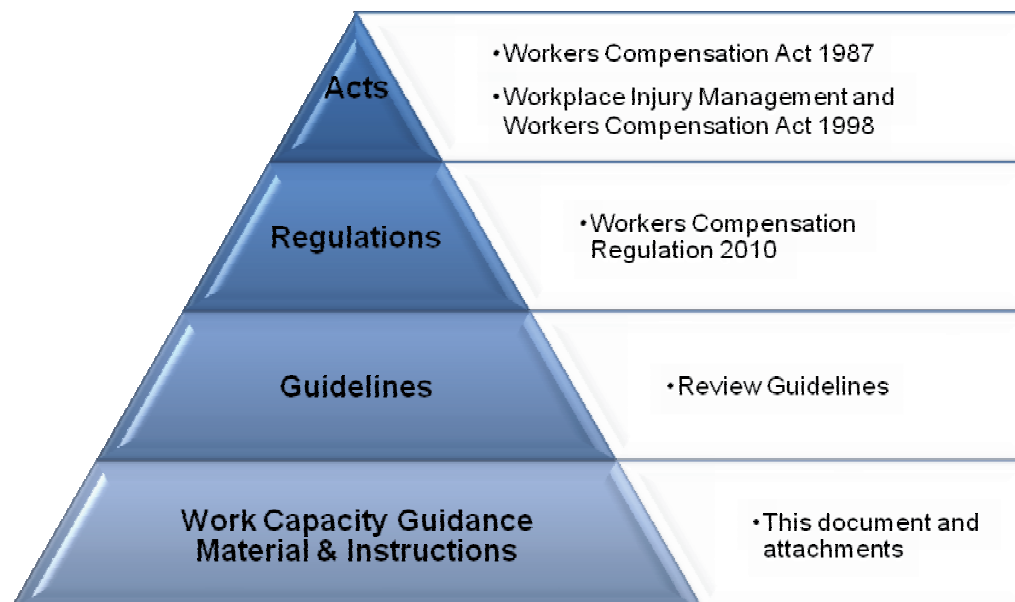 Acts
•Workers Compensation Act 1987
•Workplace Injury Management and
Workers Compensation Act 1998
Regulations
•Workers Compensation
Regulation 2010
Guidelines
•Review Guidelines
Work Capacity Guidance
Material & Instructions
•This document and
attachments